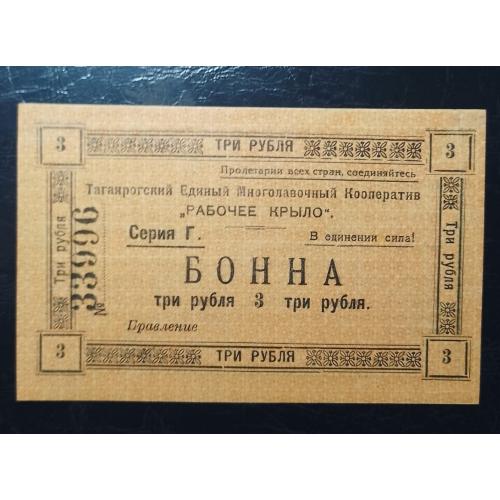 3 ТРИ РУБЛЯ 3
Пролетарии всех стран, соединяйтесь
Таганрогский Единый Многолавочный Кооператив
„РАБОЧЕЕ КРЫЛО".
Серия Г. В единении сила!
БОННА
три рубля 3 три рубля.
Правление
3 ТРИ РУБЛЯ 3
Три рубля
№ 33996
Три рубля